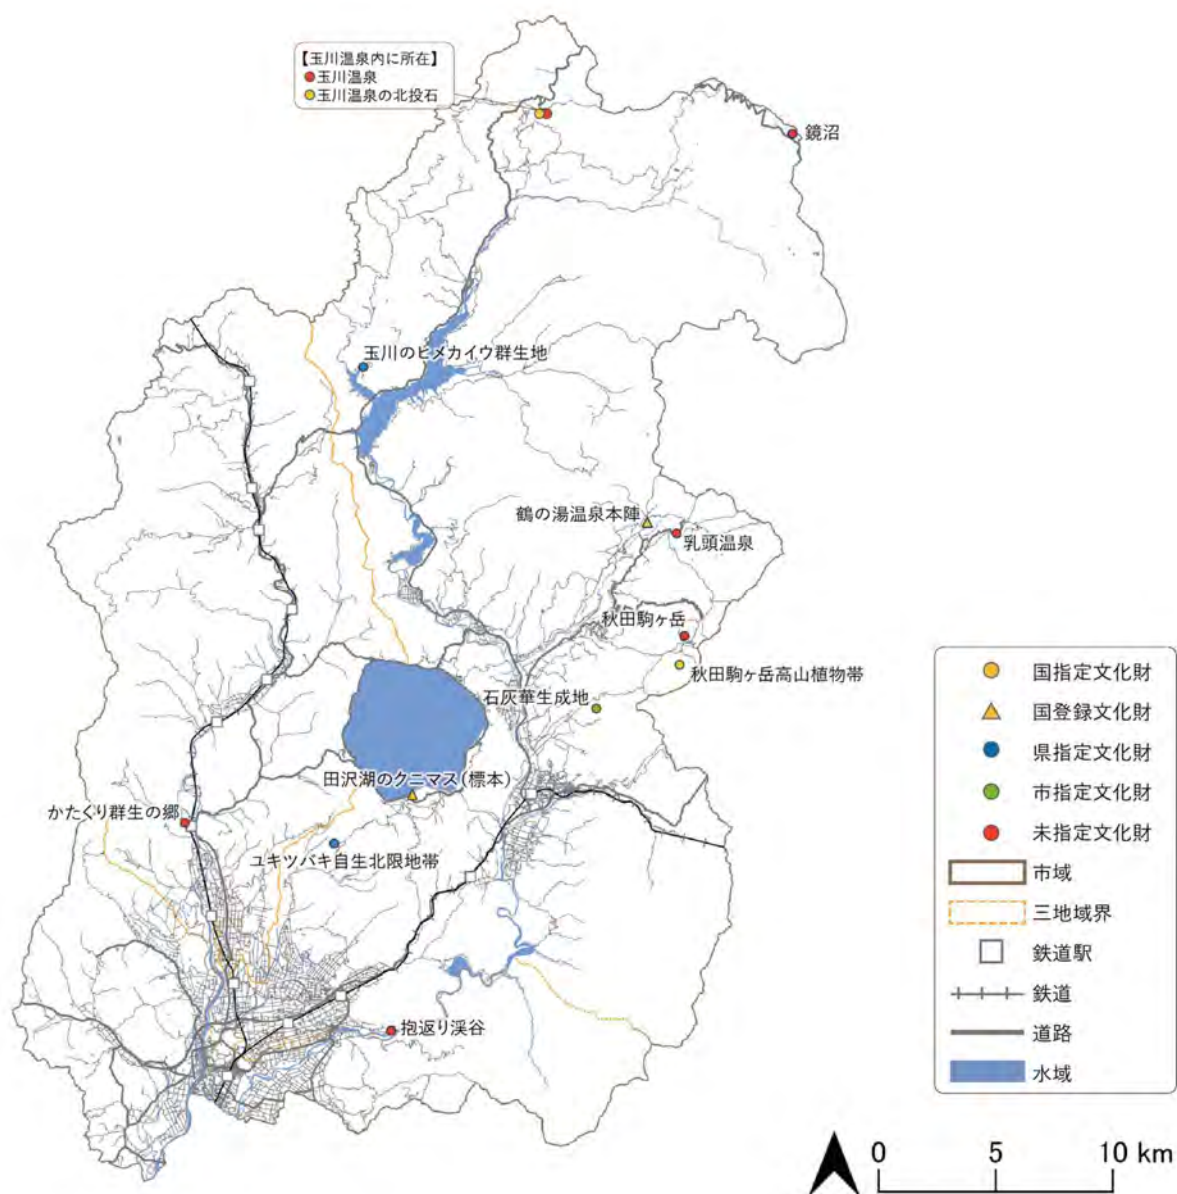 【玉川温泉内に所在】
玉川温泉
玉川温泉の北投石
鏡沼
玉川のヒメカイウ群生地
鶴の湯温泉本陣
乳頭温泉
秋田駒ヶ岳
秋田駒ヶ岳高山植物帯
石灰華生成地
田沢湖のクニマス(標本)
かたくり群生の郷
ユキツバキ自生北限地帯
抱返り渓谷
国指定文化財
国登録文化財
県指定文化財
市指定文化財
未指定文化財
市域
三地域界
鉄道駅
鉄道
道路
水域
0 5 10 km